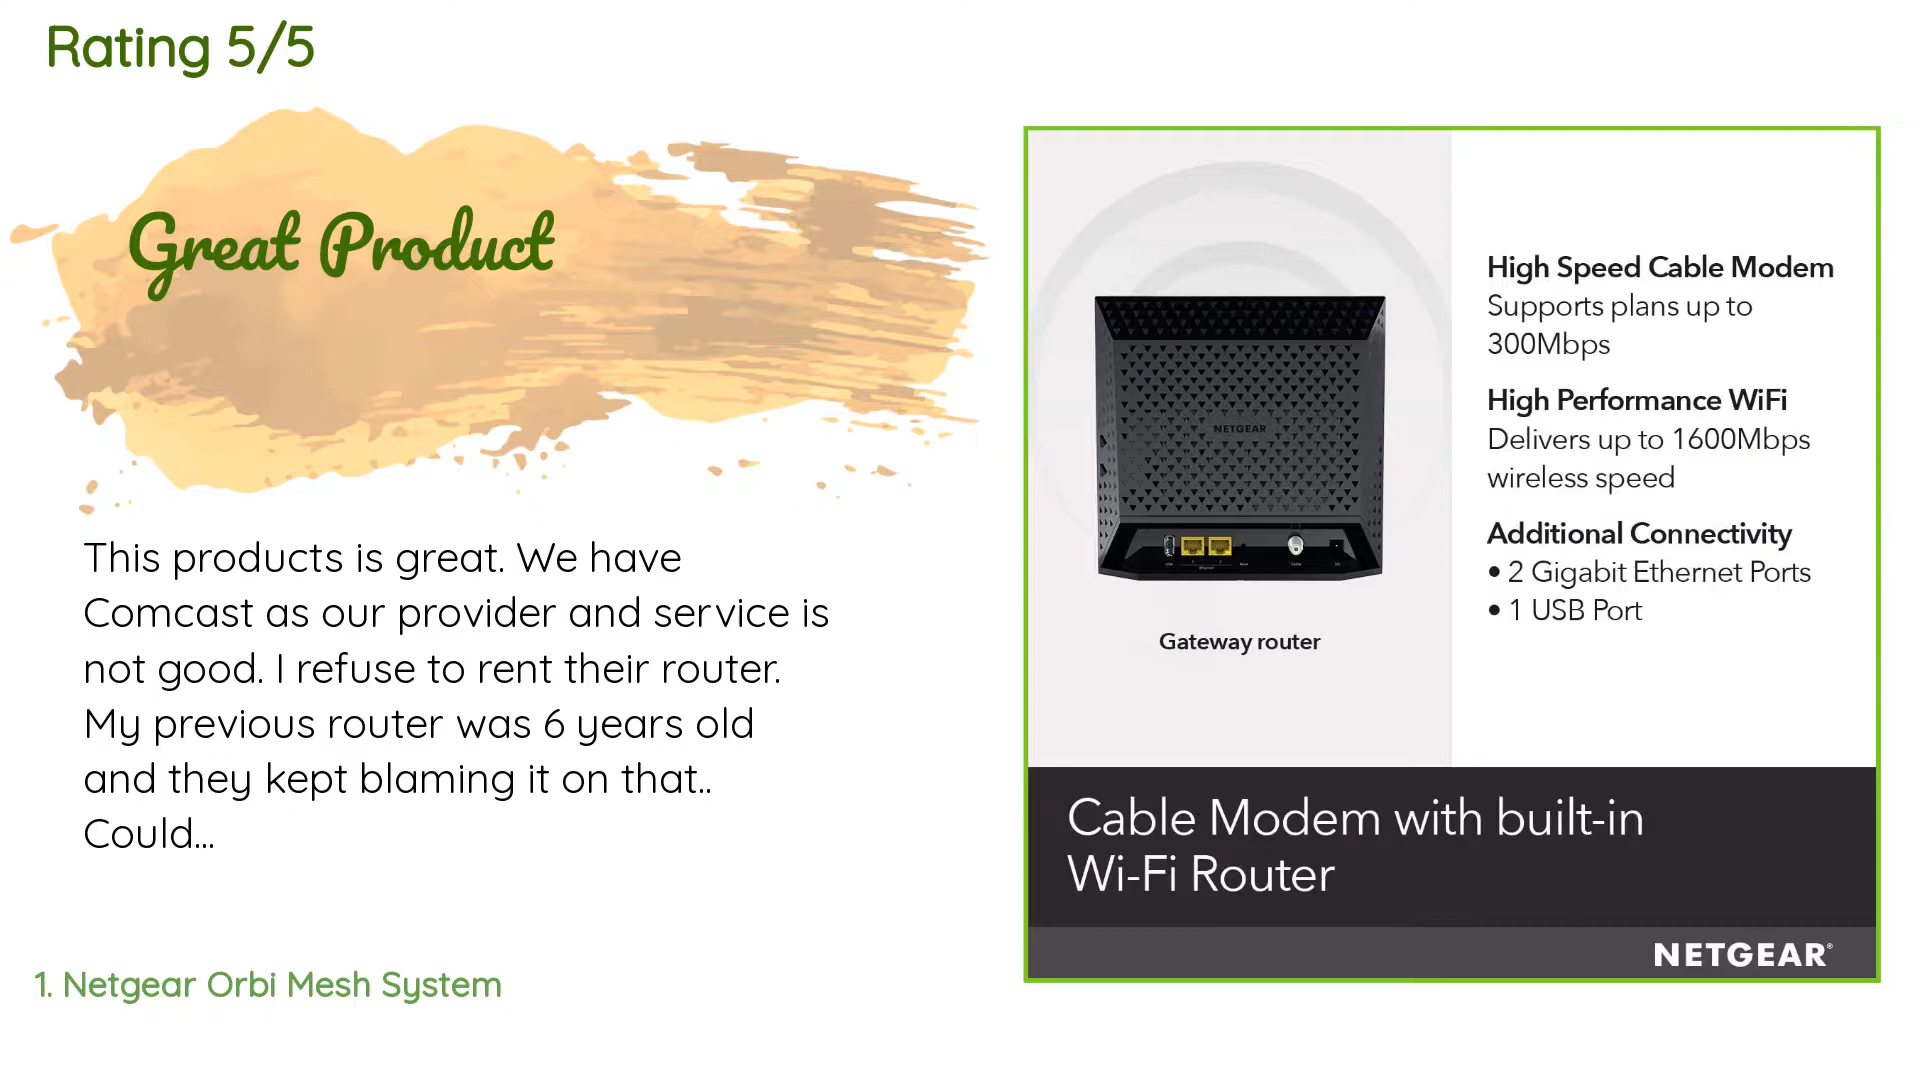 Rating 5/5
Great Product
This products is great. We have
Comcast as our provider and service is
not good. I refuse to rent their router.
My previous router was 6 years old
and they kept blaming it on that..
Could...
1. Netgear Orbi Mesh System
NETGEAR
Gateway router
High Speed Cable Modem
Supports plans up to
300Mbps
High Performance WiFi
Delivers up to 1600Mbps
wireless speed
Additional Connectivity
• 2 Gigabit Ethernet Ports
• 1 USB Port
Cable Modem with built-in
Wi-Fi Router
NETGEAR®